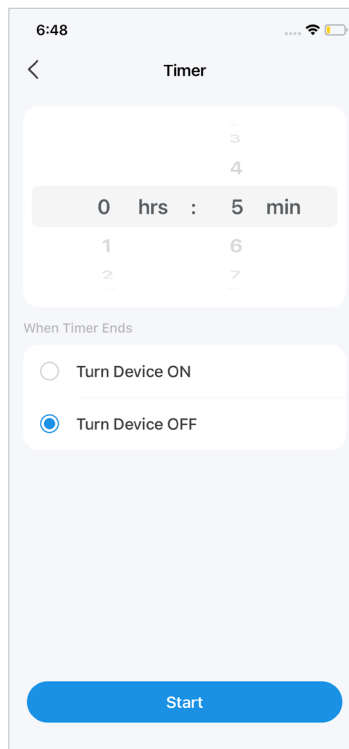 6:48
Timer
3
4
0 hrs : 5 min
1 6
2 7
When Timer Ends
Turn Device ON
Turn Device OFF
Start